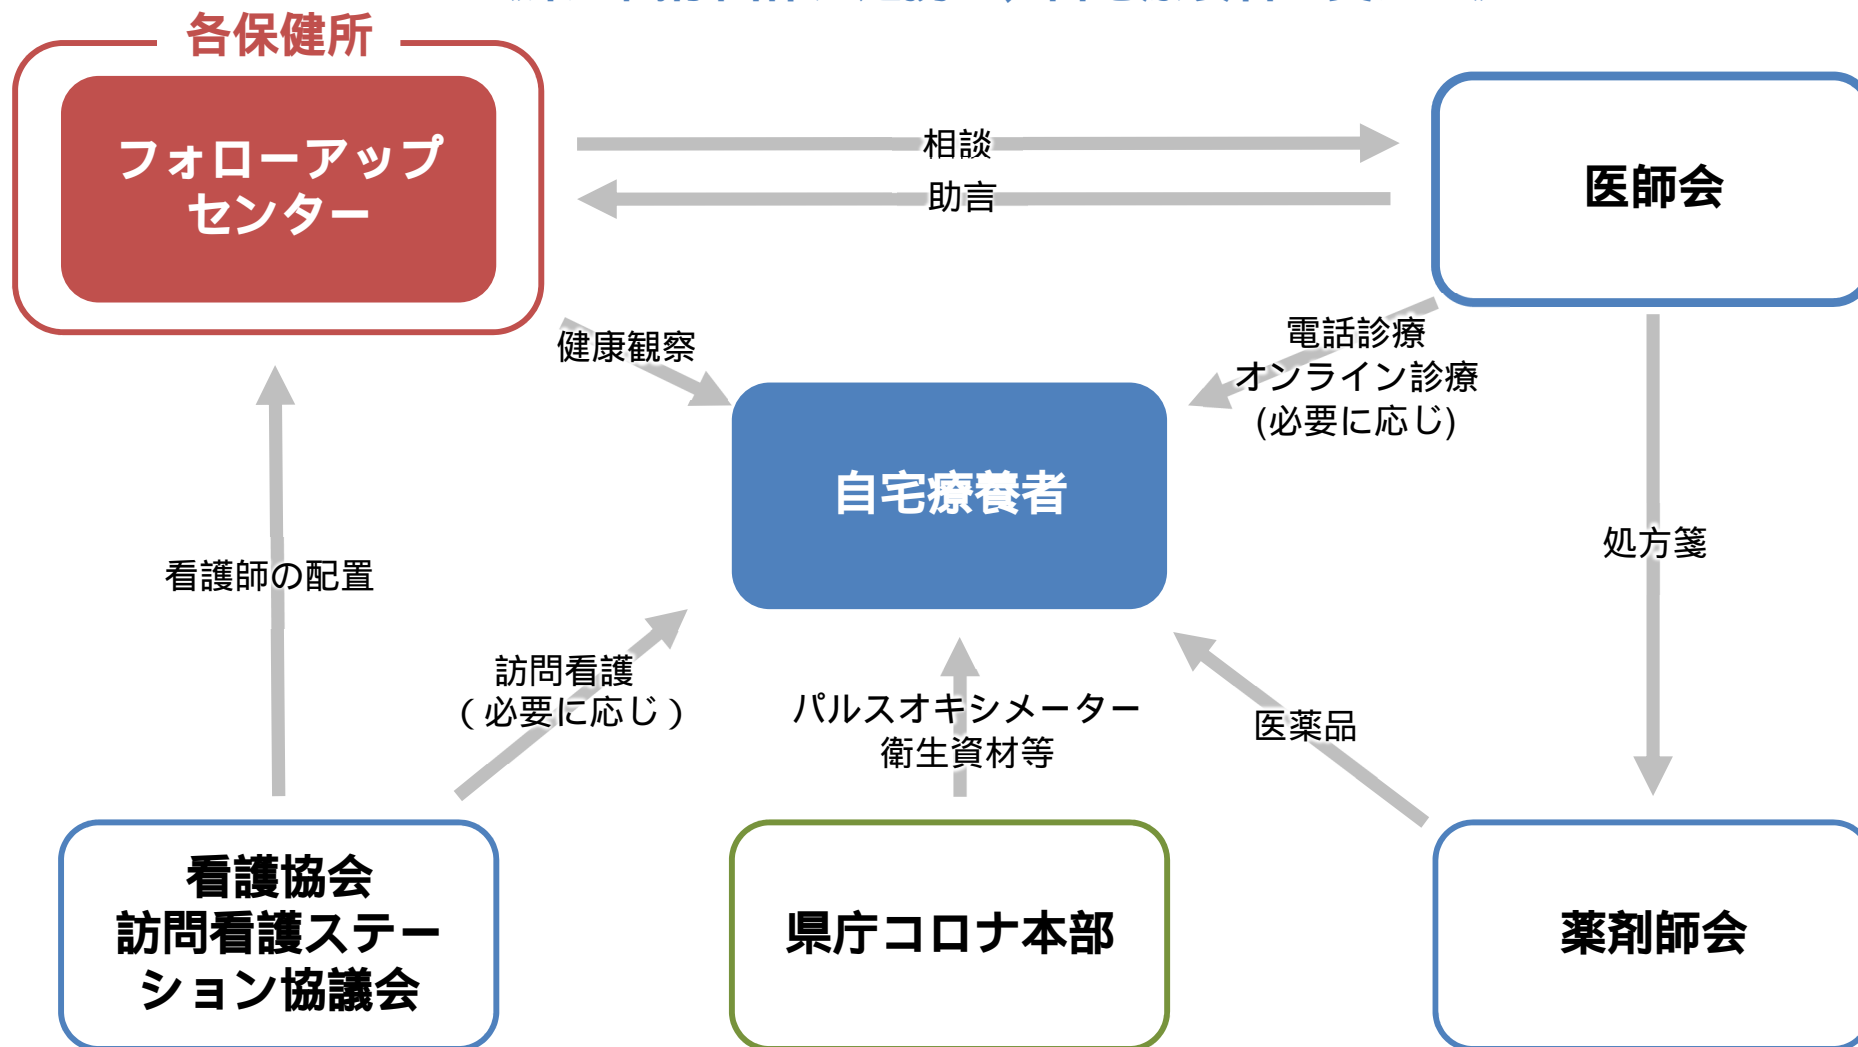 各保健所
フォローアップ
センター
相談
助言
医師会
健康観察
電話診療
オンライン診療
(必要に応じ)
自宅療養者
処方箋
看護師の配置
訪問看護
（必要に応じ）
パルスオキシメーター
衛生資材等
医薬品
看護協会
訪問看護ステー
ション協議会
県庁コロナ本部
薬剤師会